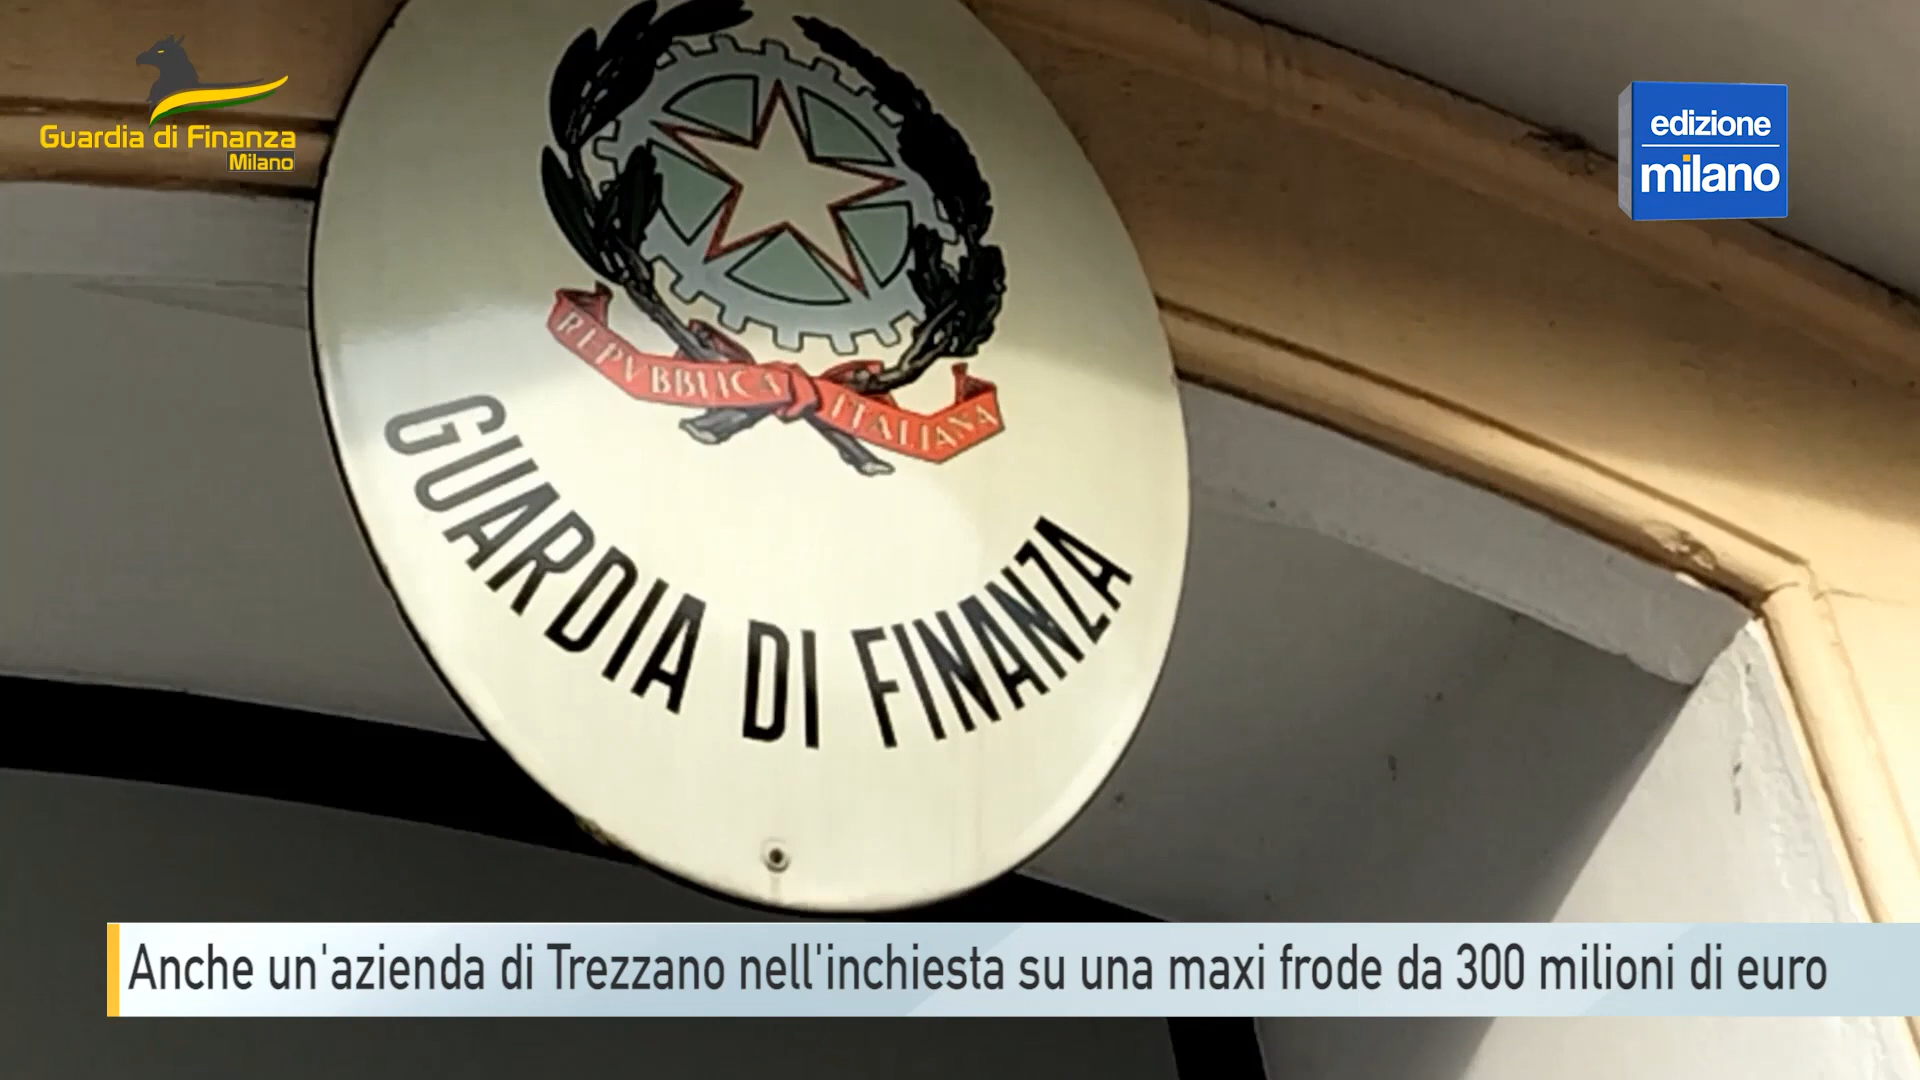 Guardia di Finanza
Milano
edizione
milano
REPVBBLICA ITALIANA
GUARDIA DI FINANZA
Anche un'azienda di Trezzano nell'inchiesta su una maxi frode da 300 milioni di euro